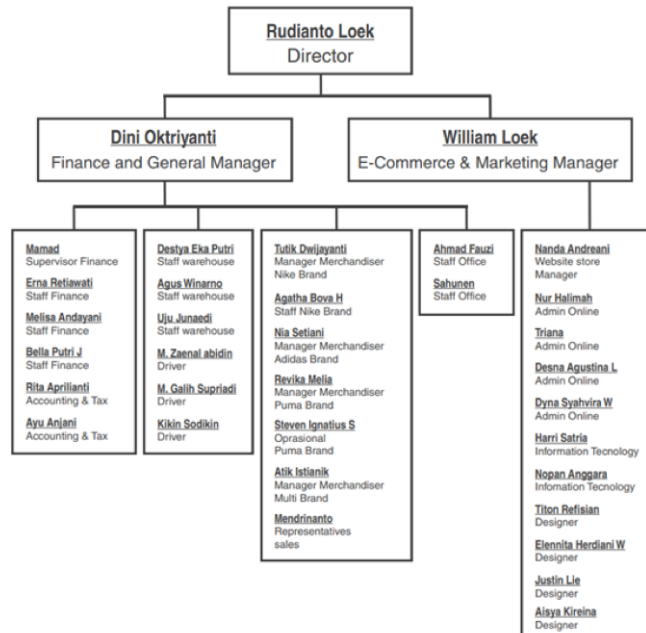 Rudianto Loek
Director
Dini Oktriyanti
Finance and General Manager
William Loek
E-Commerce & Marketing Manager
Mamad
Supervisor Finance
Erna Retiawati
Staff Finance
Melisa Andayani
Staff Finance
Bella Putri J
Staff Finance
Rita Aprilianti
Accounting & Tax
Ayu Anjani
Accounting & Tax
Destya Eka Putri
Staff warehouse
Agus Winarno
Staff warehouse
Uju Junaedi
Staff warehouse
M. Zaenal abidin
Driver
M. Galih Supriadi
Driver
Kikin Sodikin
Driver
Tutik Dwijayanti
Manager Merchandiser
Nike Brand
Agatha Bova H
Staff Nike Brand
Nia Setiani
Manager Merchandiser
Adidas Brand
Revika Melia
Manager Merchandiser
Puma Brand
Steven Ignatius S
Oprasional
Puma Brand
Atik Istianik
Manager Merchandiser
Multi Brand
Mendrinanto
Representatives
sales
Ahmad Fauzi
Staff Office
Sahunen
Staff Office
Nanda Andreani
Website store
Manager
Nur Halimah
Admin Online
Triana
Admin Online
Desna Agustina L
Admin Online
Dyna Syahvira W
Admin Online
Harri Satria
Information Tecnology
Nopan Anggara
Infomation Tecnology
Titon Refisian
Designer
Elennita Herdiani W
Designer
Justin Lie
Designer
Aisya Kireina
Designer